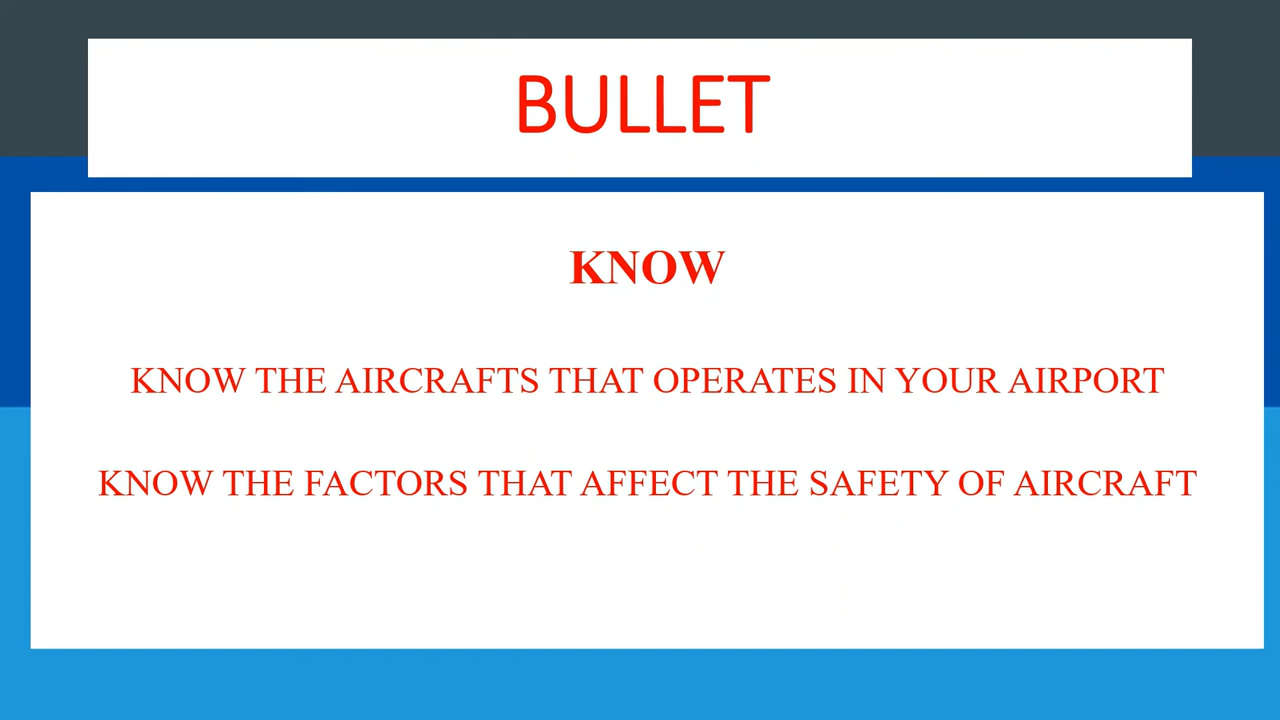 BULLET
KNOW
KNOW THE AIRCRAFTS THAT OPERATES IN YOUR AIRPORT
KNOW THE FACTORS THAT AFFECT THE SAFETY OF AIRCRAFT